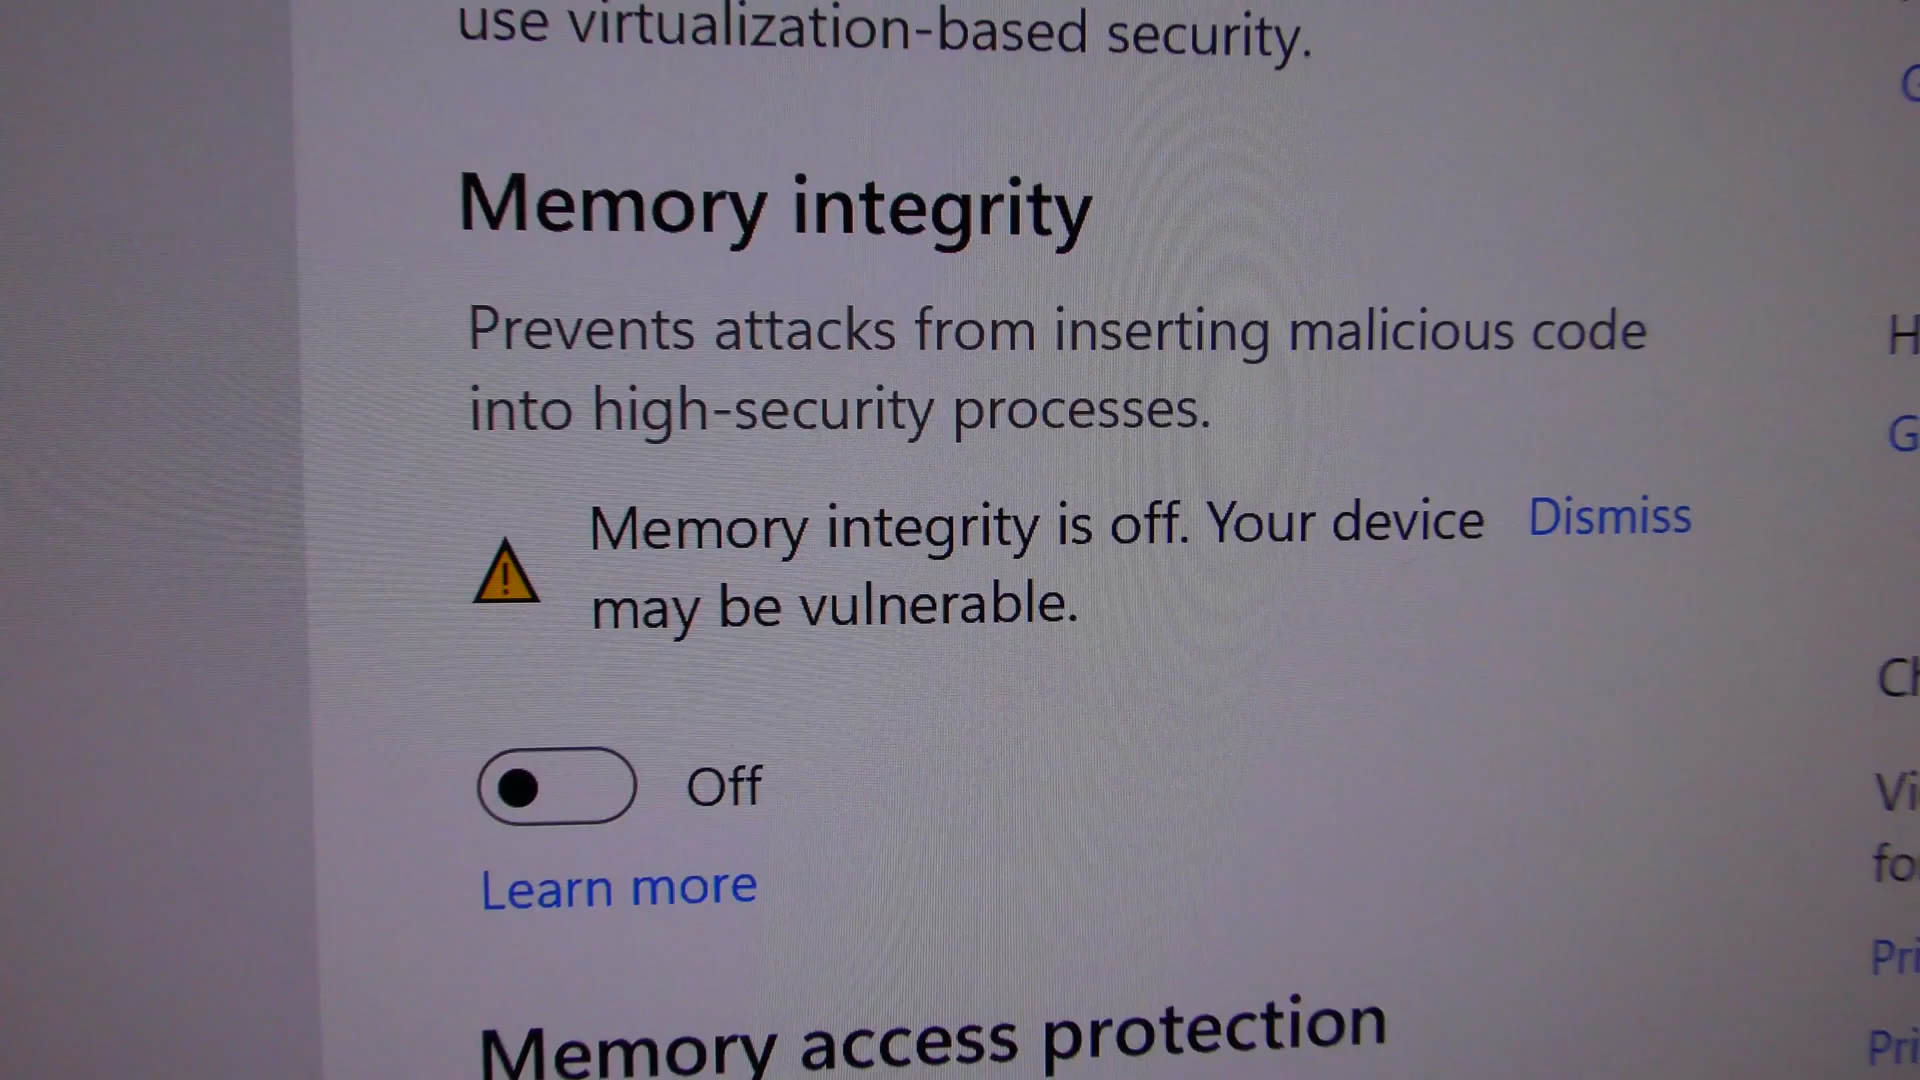 use virtualization-based security.
Memory integrity
Prevents attacks from inserting malicious code
into high-security processes.
Memory integrity is off. Your device Dismiss
may be vulnerable.
Off
Learn more
Memory access protection